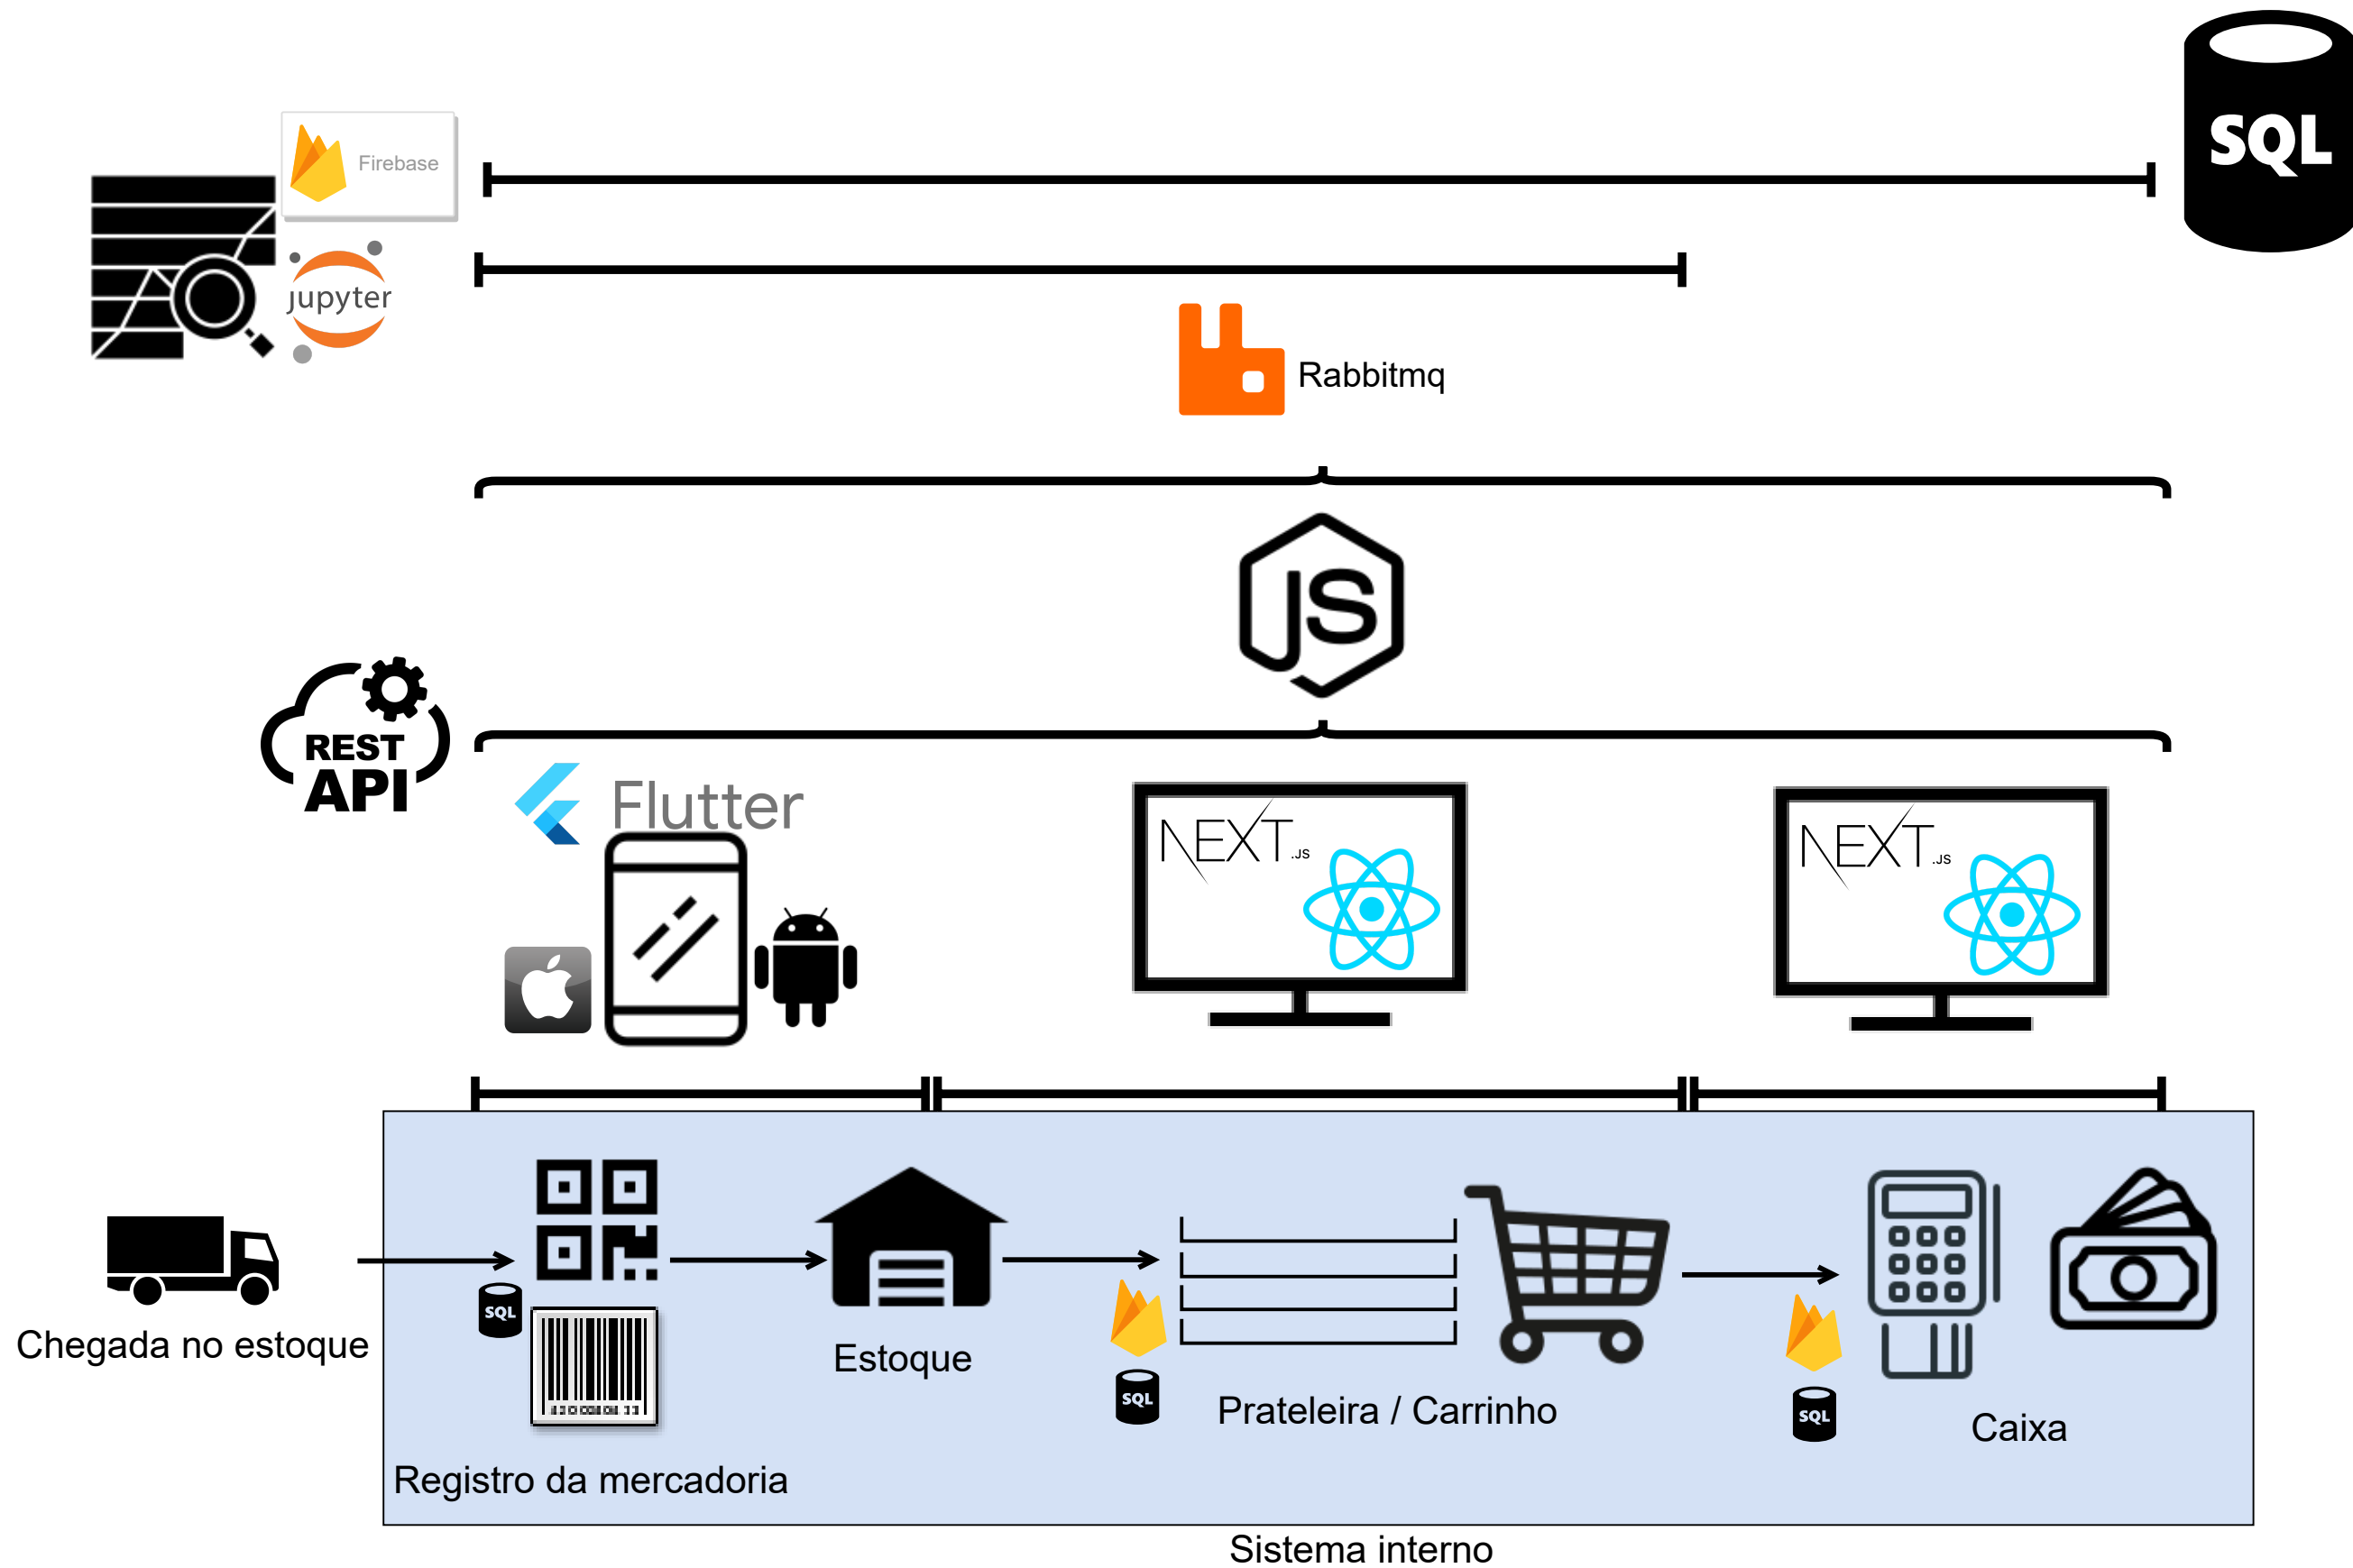 SQL
Firebase
jupyter
Rabbitmq
JS
REST
API
Flutter
NEXT.JS
NEXT.JS
SQL
Chegada no estoque
Estoque
SQL
Prateleira / Carrinho
SQL
Caixa
Registro da mercadoria
Sistema interno